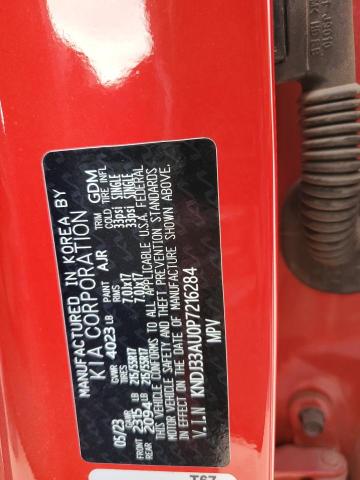 MANUFACTURED IN KOREA BY
KIA CORPORATION
05/23 GVWR 4023 LB PAINT AJR TRIM GDM
TIRES RIMS COLD TIRE INFL
FRONT 2315 LB 215/55R17 7.0Jx17 33psi SINGLE
REAR 2094 LB 215/55R17 7.0Jx17 33psi SINGLE
THIS VEHICLE CONFORMS TO ALL APPLICABLE U.S.A. FEDERAL
MOTOR VEHICLE SAFETY AND THEFT PREVENTION STANDARDS
IN EFFECT ON THE DATE OF MANUFACTURE SHOWN ABOVE.
V.I.N KNDJ33AU0P7216284
MPV